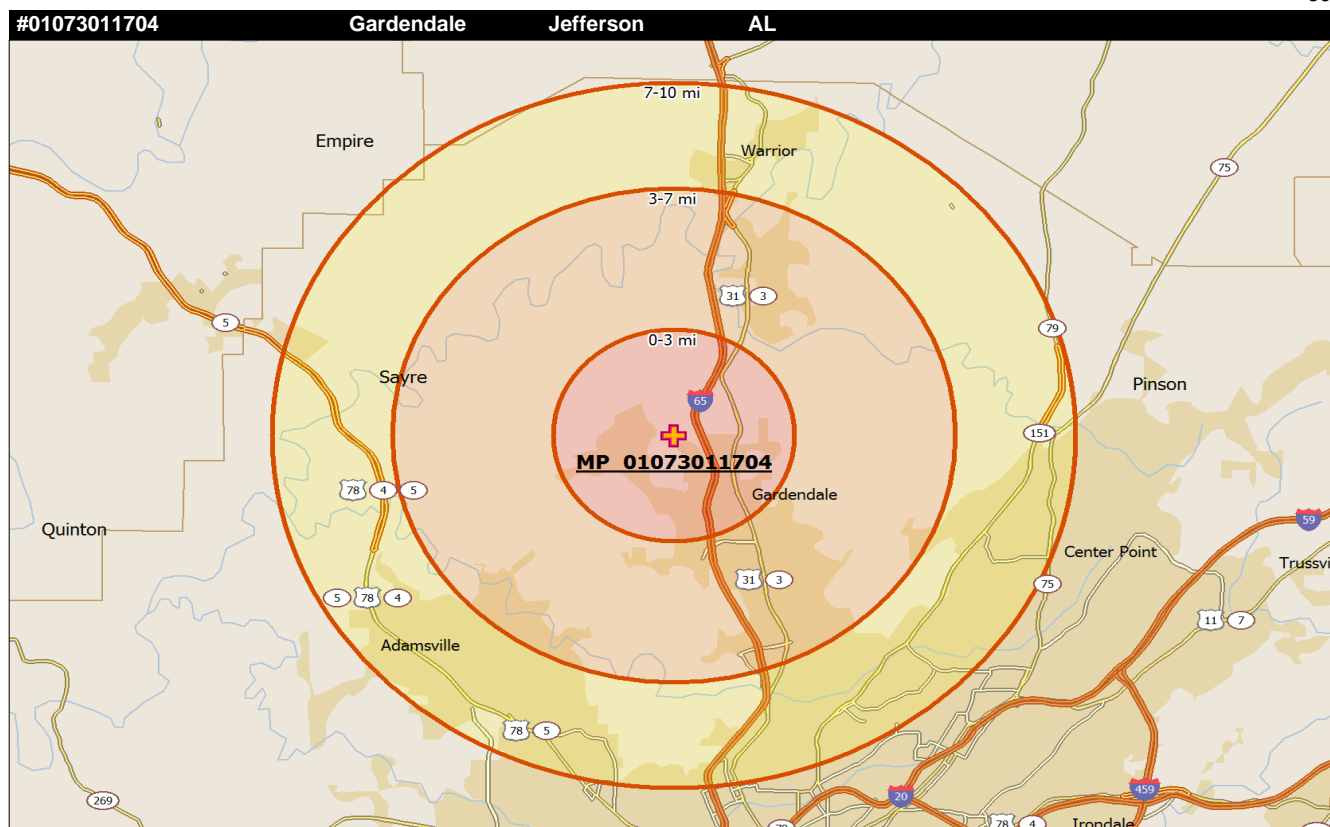 #01073011704 Gardendale Jefferson AL
7-10 mi
Empire
Warrior
75
3-7 mi
31 3
5
79
0-3 mi
Sayre
Pinson
65
151
MP_01073011704
78 4 5
Gardendale
Quinton
59
Center Point
Trussvi
31 3
75
5 78 4
11 7
Adamsville
78 5
269
20
459
78 4
Irondale